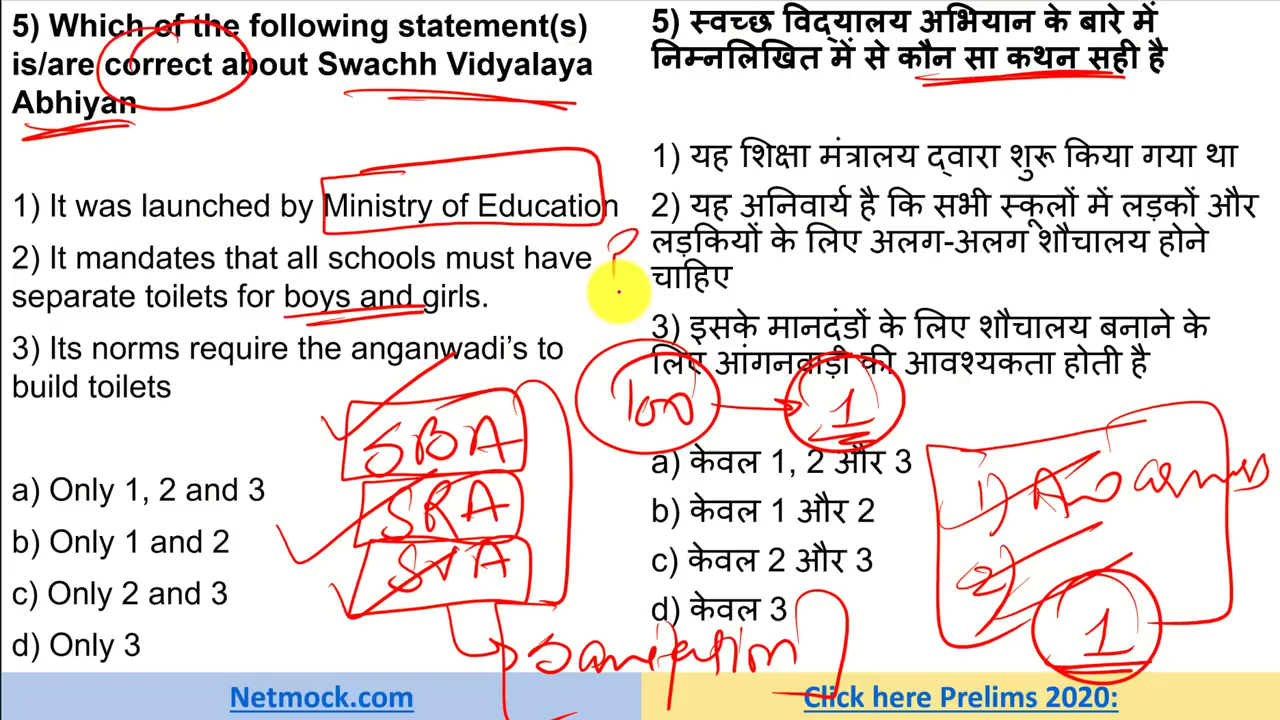 5) Which of the following statement(s)
is/are correct about Swachh Vidyalaya
Abhiyan
1) It was launched by Ministry of Education
2) It mandates that all schools must have
separate toilets for boys and girls.
3) Its norms require the anganwadi's to
build toilets
a) Only 1, 2 and 3
b) Only 1 and 2
c) Only 2 and 3
d) Only 3
5) स्वच्छ विद्यालय अभियान के बारे में
निम्नलिखित में से कौन सा कथन सही है
1) यह शिक्षा मंत्रालय द्वारा शुरू किया गया था
2) यह अनिवार्य है कि सभी स्कूलों में लड़कों और
लड़कियों के लिए अलग-अलग शौचालय होने
चाहिए
3) इसके मानदंडों के लिए शौचालय बनाने के
लिए आंगनवाड़ी की आवश्यकता होती है
a) केवल 1, 2 और 3
b) केवल 1 और 2
c) केवल 2 और 3
d) केवल 3
?
100
1
SBA
SRA
SVA
Sanitation
1)
2)
1
Netmock.com
Click here Prelims 2020: